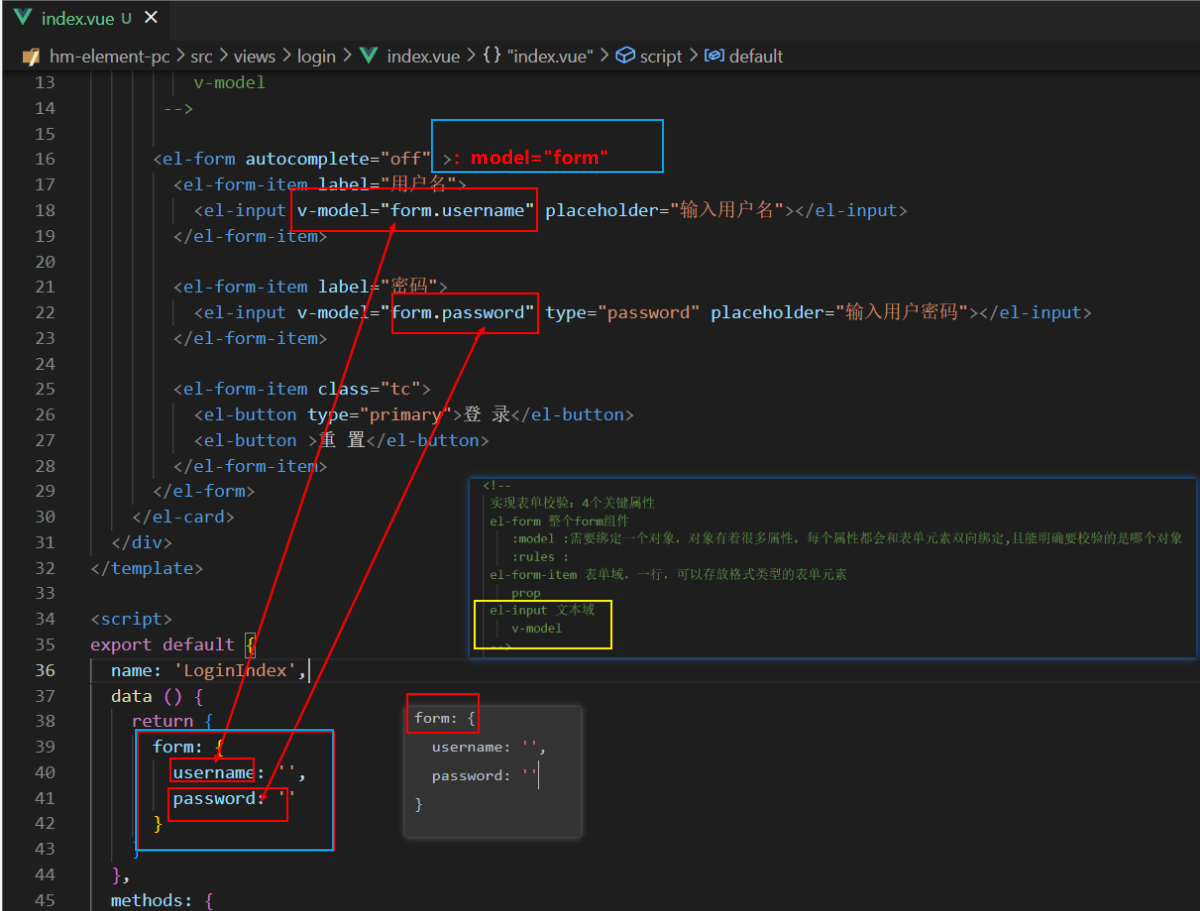 index.vue U ×
hm-element-pc > src > views > login > index.vue > {} "index.vue" > script > default
13 v-model
14 -->
15
16 <el-form autocomplete="off" >: model="form"
17 <el-form-item label="用户名">
18 <el-input v-model="form.username" placeholder="输入用户名"></el-input>
19 </el-form-item>
20
21 <el-form-item label="密码">
22 <el-input v-model="form.password" type="password" placeholder="输入用户密码"></el-input>
23 </el-form-item>
24
25 <el-form-item class="tc">
26 <el-button type="primary">登 录</el-button>
27 <el-button >重 置</el-button>
28 </el-form-item>
29 </el-form>
30 </el-card>
31 </div>
32 </template>
33
34 <script>
35 export default {
36 name: 'LoginIndex',
37 data () {
38 return {
39 form: {
40 username: '',
41 password: ''
42 }
43 }
44 },
45 methods: {
<!--
实现表单校验：4个关键属性
el-form 整个form组件
:model :需要绑定一个对象，对象有着很多属性，每个属性都会和表单元素双向绑定,且能明确要校验的是哪个对象
:rules :
el-form-item 表单域，一行，可以存放格式类型的表单元素
prop
el-input 文本域
v-model
-->
form: {
username: '',
password: ''
}